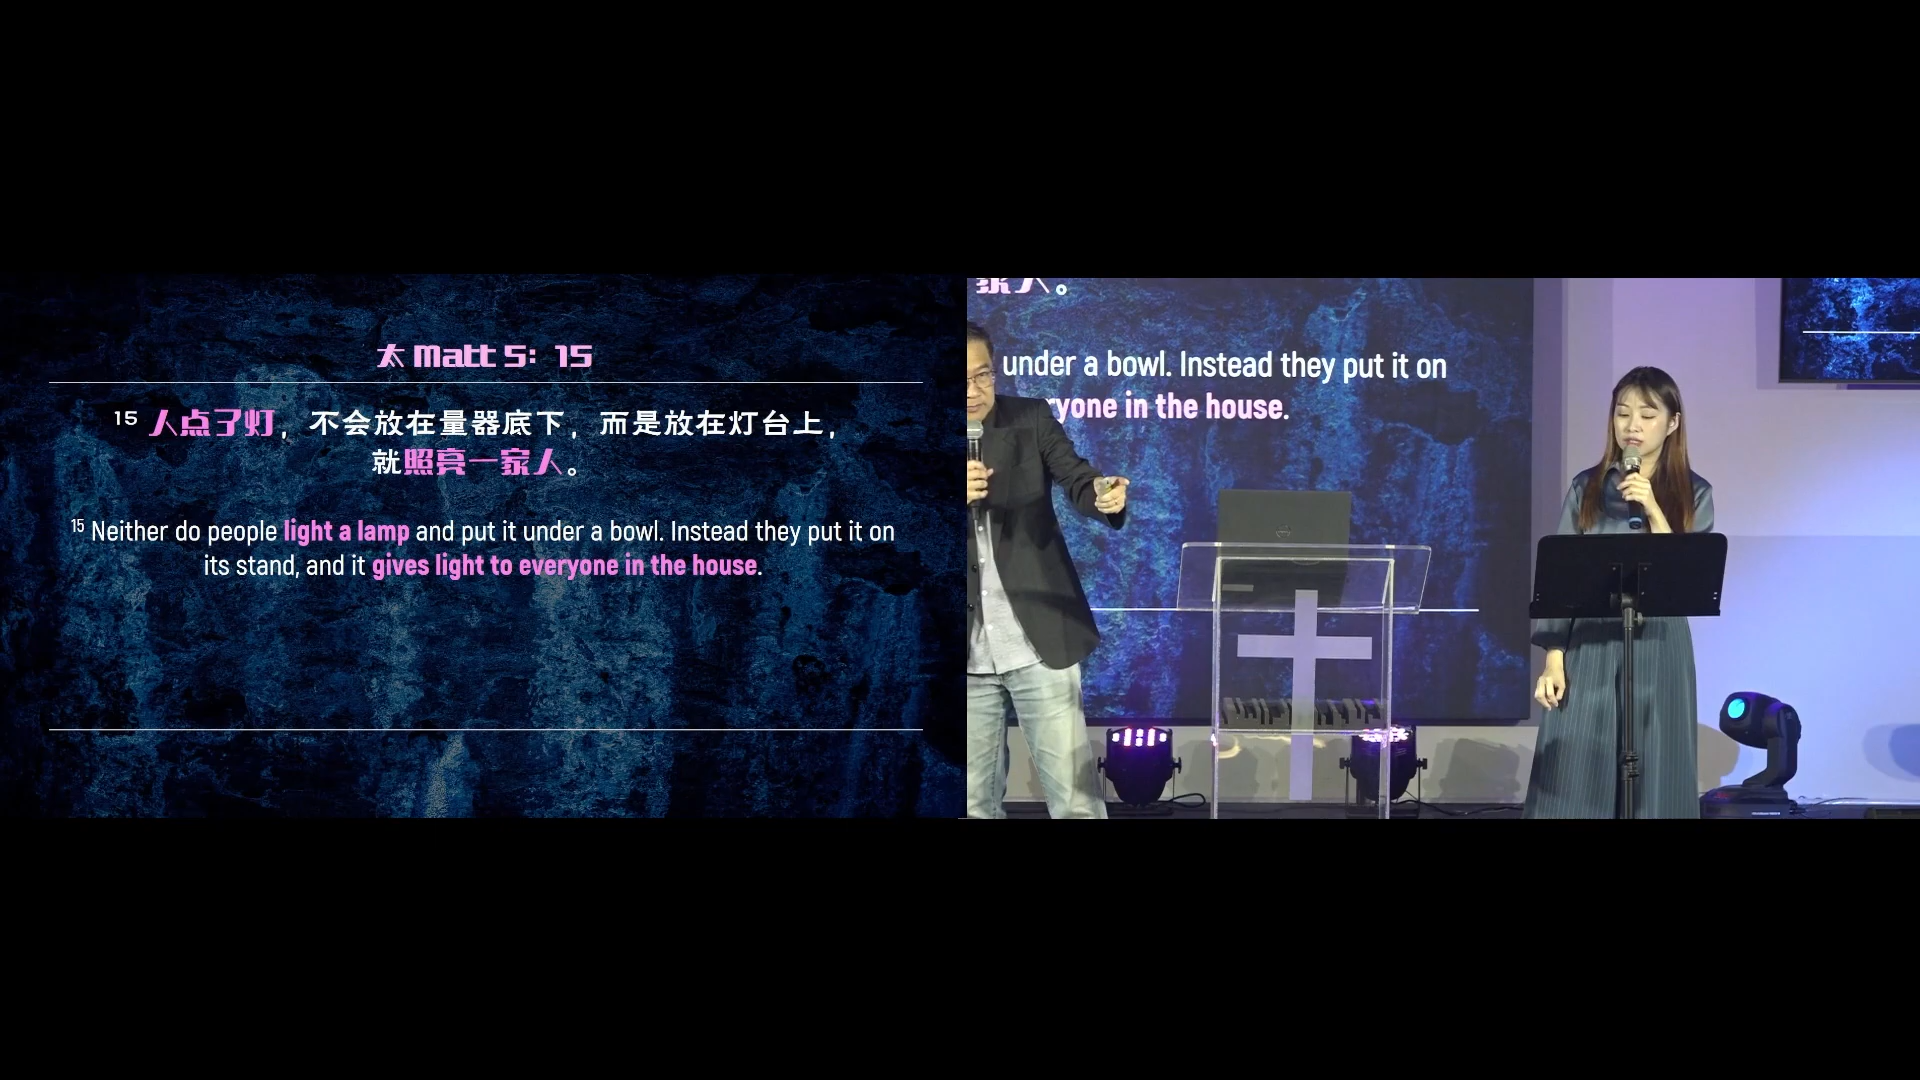 太 Matt 5: 15
15 人点了灯，不会放在量器底下，而是放在灯台上，
就照亮一家人。
15 Neither do people light a lamp and put it under a bowl. Instead they put it on
its stand, and it gives light to everyone in the house.
家人。
under a bowl. Instead they put it on
ryone in the house.